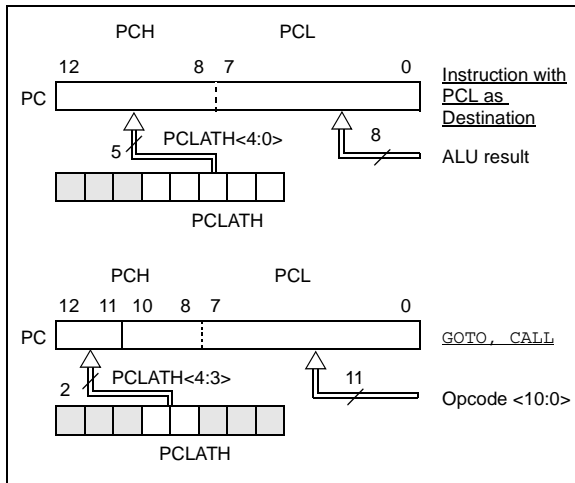 PCH PCL
12 8 7 0
PC
Instruction with
PCL as
Destination
5 PCLATH<4:0> 8
ALU result
PCLATH
PCH PCL
12 11 10 8 7 0
PC
GOTO, CALL
2 PCLATH<4:3> 11
Opcode <10:0>
PCLATH